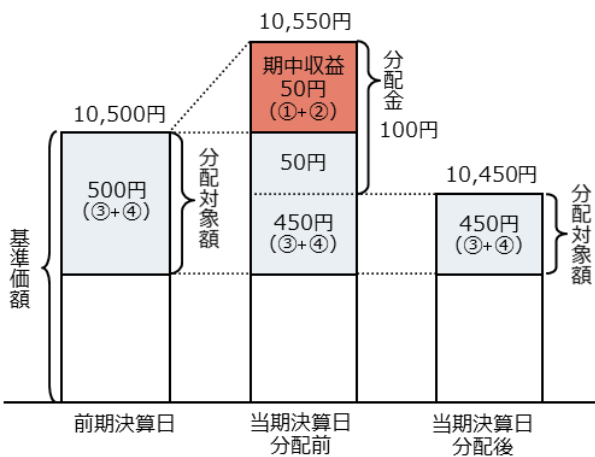 10,550円
期中収益
50円
(①+②)
分配金
100円
10,500円
500円
(③+④)
分配対象額
50円
450円
(③+④)
10,450円
450円
(③+④)
分配対象額
基準価額
前期決算日
当期決算日
分配前
当期決算日
分配後